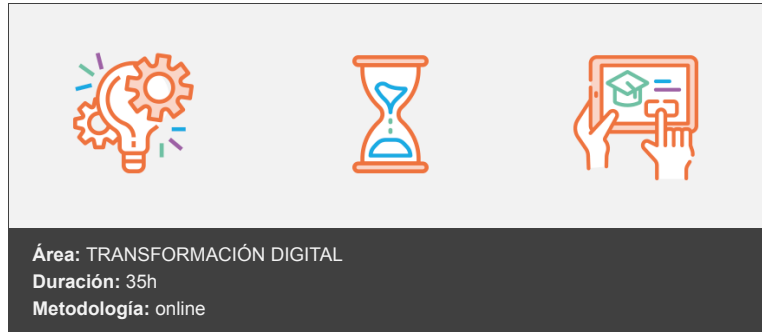 Área: TRANSFORMACIÓN DIGITAL
Duración: 35h
Metodología: online